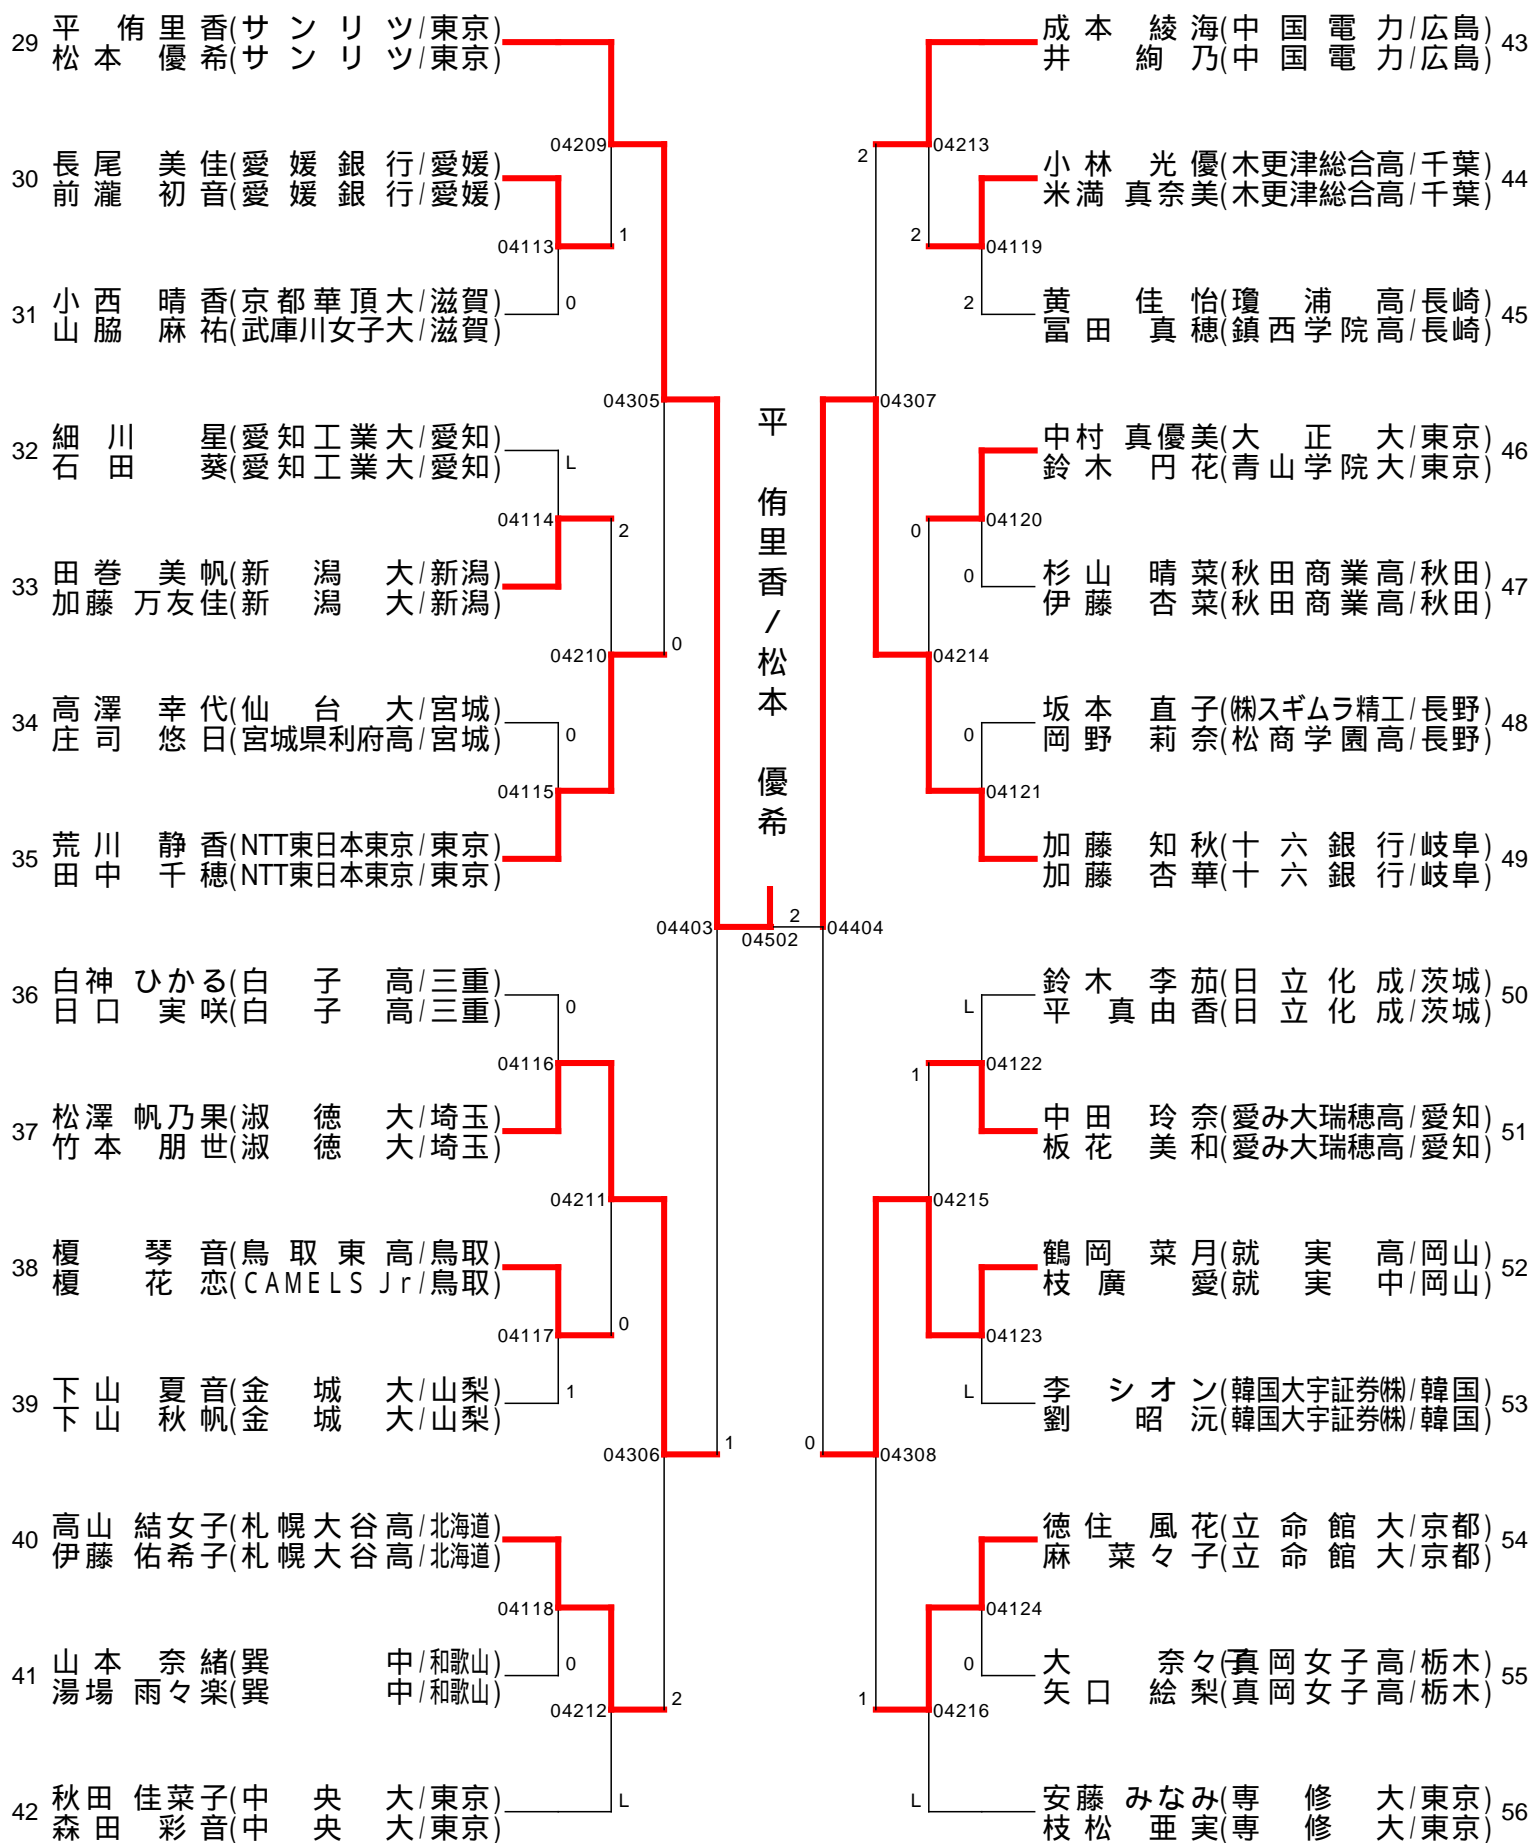 29 平 侑里香(サンリツ/東京)
松本 優希(サンリツ/東京)
30 長尾 美佳(愛媛銀行/愛媛)
前瀧 初音(愛媛銀行/愛媛)
31 小西 晴香(京都華頂大/滋賀)
山脇 麻祐(武庫川女子大/滋賀)
32 細川 星(愛知工業大/愛知)
石田 葵(愛知工業大/愛知)
33 田巻 美帆(新潟大/新潟)
加藤 万友佳(新潟大/新潟)
34 高澤 幸代(仙台大/宮城)
庄司 悠日(宮城県利府高/宮城)
35 荒川 静香(NTT東日本東京/東京)
田中 千穂(NTT東日本東京/東京)
36 白神 ひかる(白子高/三重)
日口 実咲(白子高/三重)
37 松澤 帆乃果(淑徳大/埼玉)
竹本 朋世(淑徳大/埼玉)
38 榎 琴音(鳥取東高/鳥取)
榎 花恋(CAMELS Jr/鳥取)
39 下山 夏音(金城大/山梨)
下山 秋帆(金城大/山梨)
40 高山 結女子(札幌大谷高/北海道)
伊藤 佑希子(札幌大谷高/北海道)
41 山本 奈緒(巽中/和歌山)
湯場 雨々楽(巽中/和歌山)
42 秋田 佳菜子(中央大/東京)
森田 彩音(中央大/東京)
04209
1
04113
0
04305
L
04114
2
04210
0
0
04115
04403
0
04116
04211
04117
0
1
04306
1
04118
0
04212
2
L
平 侑里香/松本 優希
2
04502
04404
2
04213
2
04119
2
04307
04120
0
0
04214
0
04121
L
04122
1
04215
04123
L
0
04308
04124
0
1
04216
L
成本 綾海(中国電力/広島) 43
井 絢乃(中国電力/広島)
小林 光優(木更津総合高/千葉) 44
米満 真奈美(木更津総合高/千葉)
黄 佳怡(瓊浦高/長崎) 45
冨田 真穂(鎮西学院高/長崎)
中村 真優美(大正大/東京) 46
鈴木 円花(青山学院大/東京)
杉山 晴菜(秋田商業高/秋田) 47
伊藤 杏菜(秋田商業高/秋田)
坂本 直子(㈱スギムラ精工/長野) 48
岡野 莉奈(松商学園高/長野)
加藤 知秋(十六銀行/岐阜) 49
加藤 杏華(十六銀行/岐阜)
鈴木 李茄(日立化成/茨城) 50
平 真由香(日立化成/茨城)
中田 玲奈(愛み大瑞穂高/愛知) 51
板花 美和(愛み大瑞穂高/愛知)
鶴岡 菜月(就実高/岡山) 52
枝廣 愛(就実中/岡山)
李 シオン(韓国大宇証券㈱/韓国) 53
劉 昭沅(韓国大宇証券㈱/韓国)
徳住 風花(立命館大/京都) 54
麻 菜々子(立命館大/京都)
大 奈々子(真岡女子高/栃木) 55
矢口 絵梨(真岡女子高/栃木)
安藤 みなみ(専修大/東京) 56
枝松 亜実(専修大/東京)